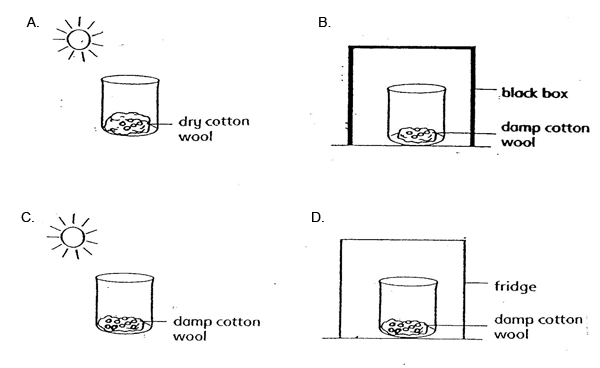 A.
B.
dry cotton
wool
black box
damp cotton
wool
C.
D.
damp cotton
wool
fridge
damp cotton
wool